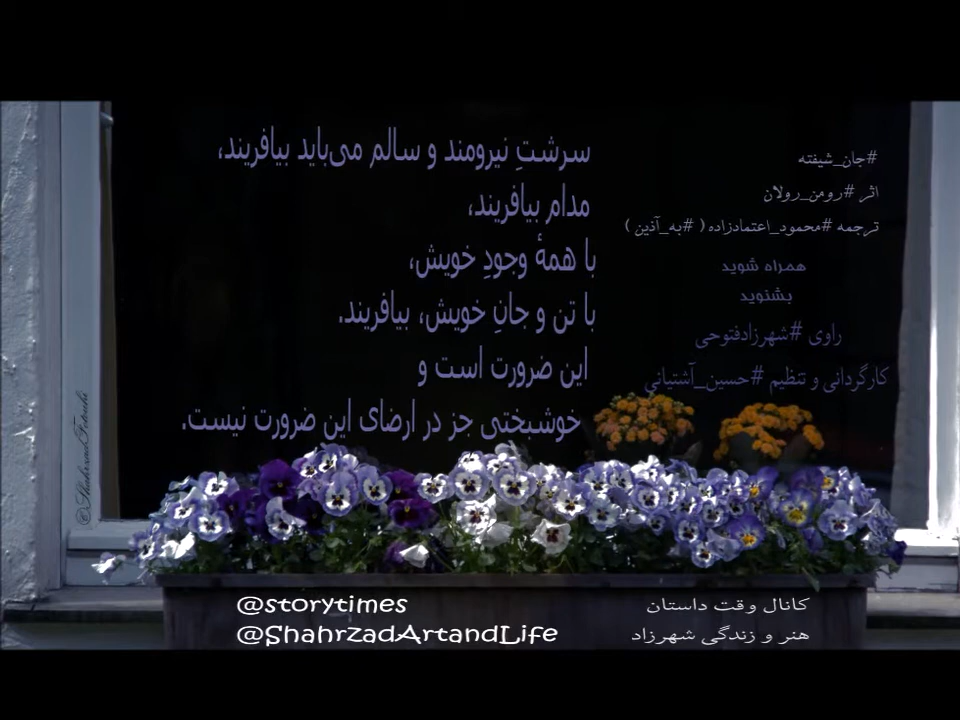 سرشتِ نیرومند و سالم می‌باید بیافریند،
مدام بیافریند،
با همهٔ وجودِ خویش،
با تن و جانِ خویش، بیافریند.
این ضرورت است و
خوشبختی جز در ارضای این ضرورت نیست.
#جان_شیفته
اثر #رومن_رولان
ترجمه #محمود_اعتمادزاده ( #به_آذین )
همراه شوید
بشنوید
راوی #شهرزادفتوحی
کارگردانی و تنظیم #حسین_آشتیانی
@ShahrzadFotouhi
@storytimes
کانال وقت داستان
@ShahrzadArtandLife
هنر و زندگی شهرزاد